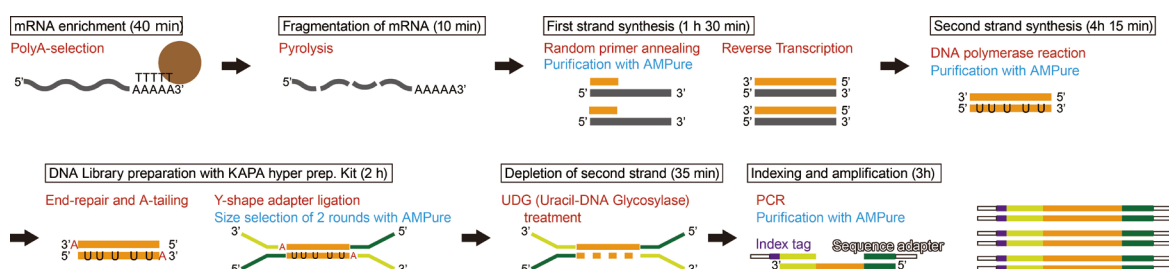 mRNA enrichment (40 min)
PolyA-selection
TTTTT
5' AAAAA3'
Fragmentation of mRNA (10 min)
Pyrolysis
5' AAAAA3'
First strand synthesis (1 h 30 min)
Random primer annealing
Purification with AMPure
5' 3'
5' 3'
Reverse Transcription
3' 5'
5' 3'
3' 5'
5' 3'
Second strand synthesis (4h 15 min)
DNA polymerase reaction
Purification with AMPure
3' 5'
5' U U U U U 3'
DNA Library preparation with KAPA hyper prep. Kit (2 h)
End-repair and A-tailing
3'A 5'
5' U U U U U A 3'
Y-shape adapter ligation
Size selection of 2 rounds with AMPure
3' 5'
A
U U U U U A
5' 3'
Depletion of second strand (35 min)
UDG (Uracil-DNA Glycosylase)
treatment
3' 5'
5' 3'
Indexing and amplification (3h)
PCR
Purification with AMPure
Index tag
Sequence adapter
3' 5'